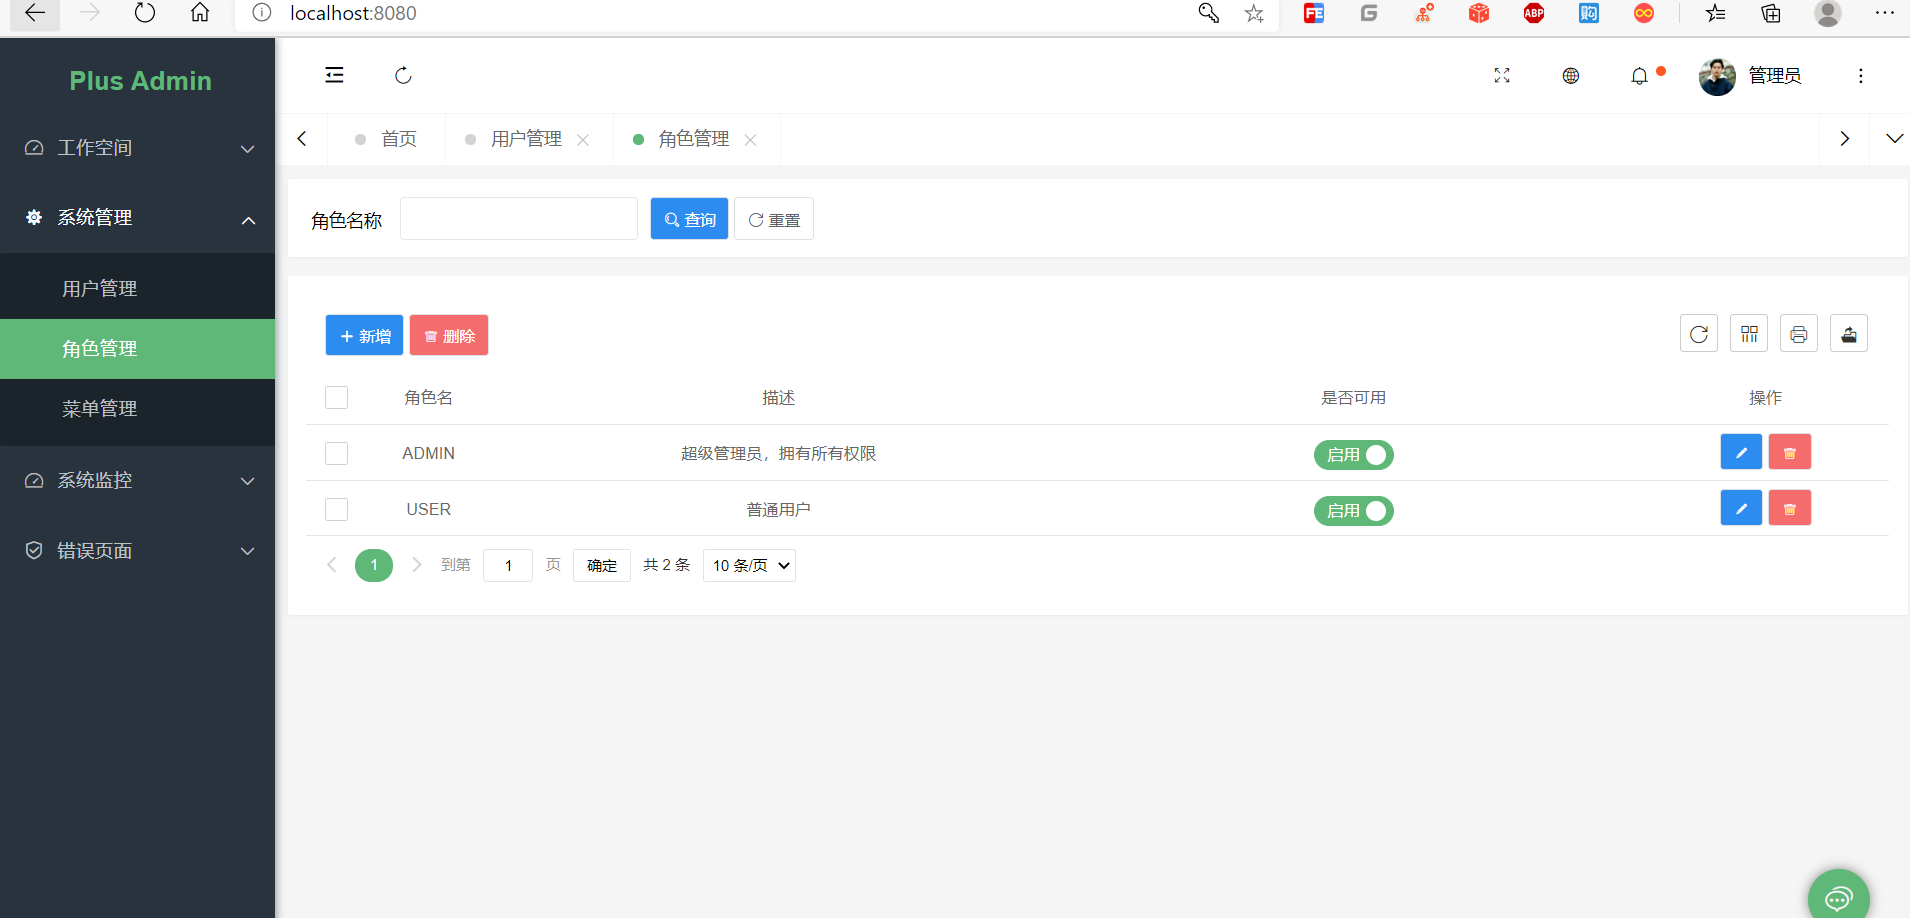 localhost:8080
FE
G
ABP
购
Plus Admin
管理员
工作空间
系统管理
用户管理
角色管理
菜单管理
系统监控
错误页面
首页
用户管理
角色管理
角色名称
查询
重置
新增
删除
角色名 描述 是否可用 操作
ADMIN 超级管理员，拥有所有权限 启用
USER 普通用户 启用
1 到第 1 页 确定 共 2 条 10 条/页